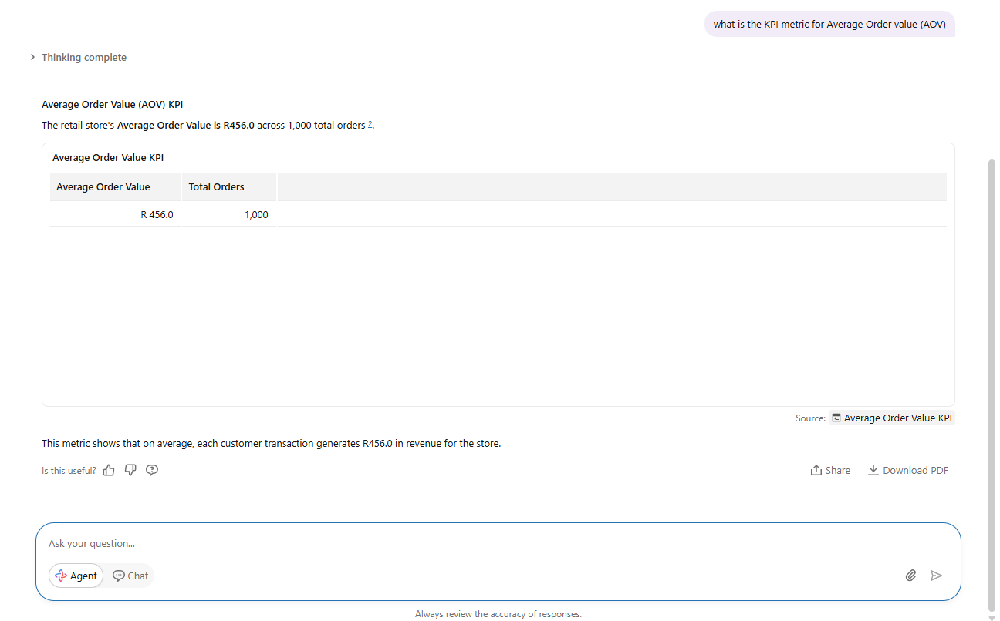 what is the KPI metric for Average Order value (AOV)
Thinking complete
Average Order Value (AOV) KPI
The retail store's Average Order Value is R456.0 across 1,000 total orders 2.
Average Order Value KPI
Average Order Value Total Orders
R 456.0 1,000
Source: Average Order Value KPI
This metric shows that on average, each customer transaction generates R456.0 in revenue for the store.
Is this useful? Share Download PDF
Ask your question...
Agent Chat
Always review the accuracy of responses.